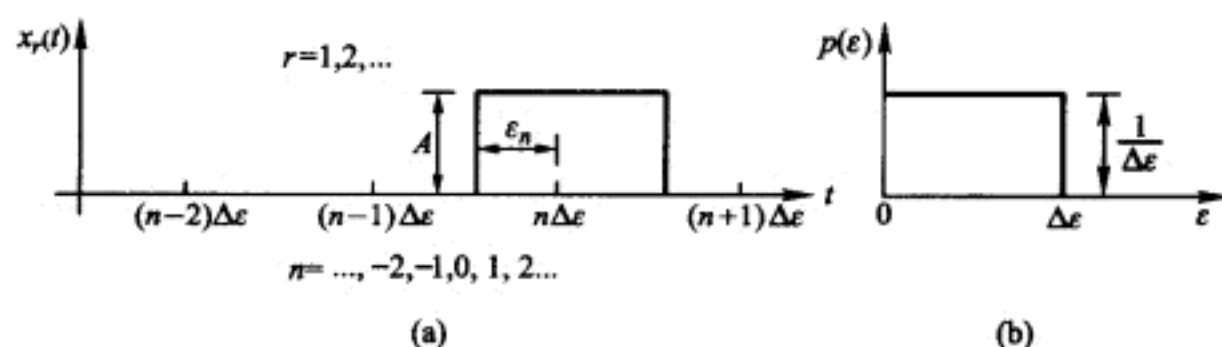 x_r(t)
r=1,2,...
A
ε_n
(n−2)Δε (n−1)Δε nΔε (n+1)Δε t
n= ..., −2,−1,0, 1, 2...
(a)
p(ε)
1/Δε
0 Δε ε
(b)